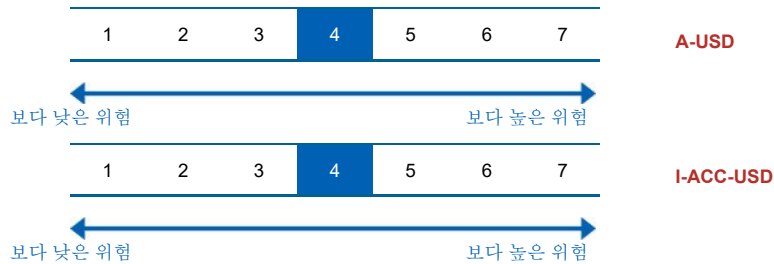 1 2 3 4 5 6 7 A-USD
보다 낮은 위험 보다 높은 위험
1 2 3 4 5 6 7 I-ACC-USD
보다 낮은 위험 보다 높은 위험